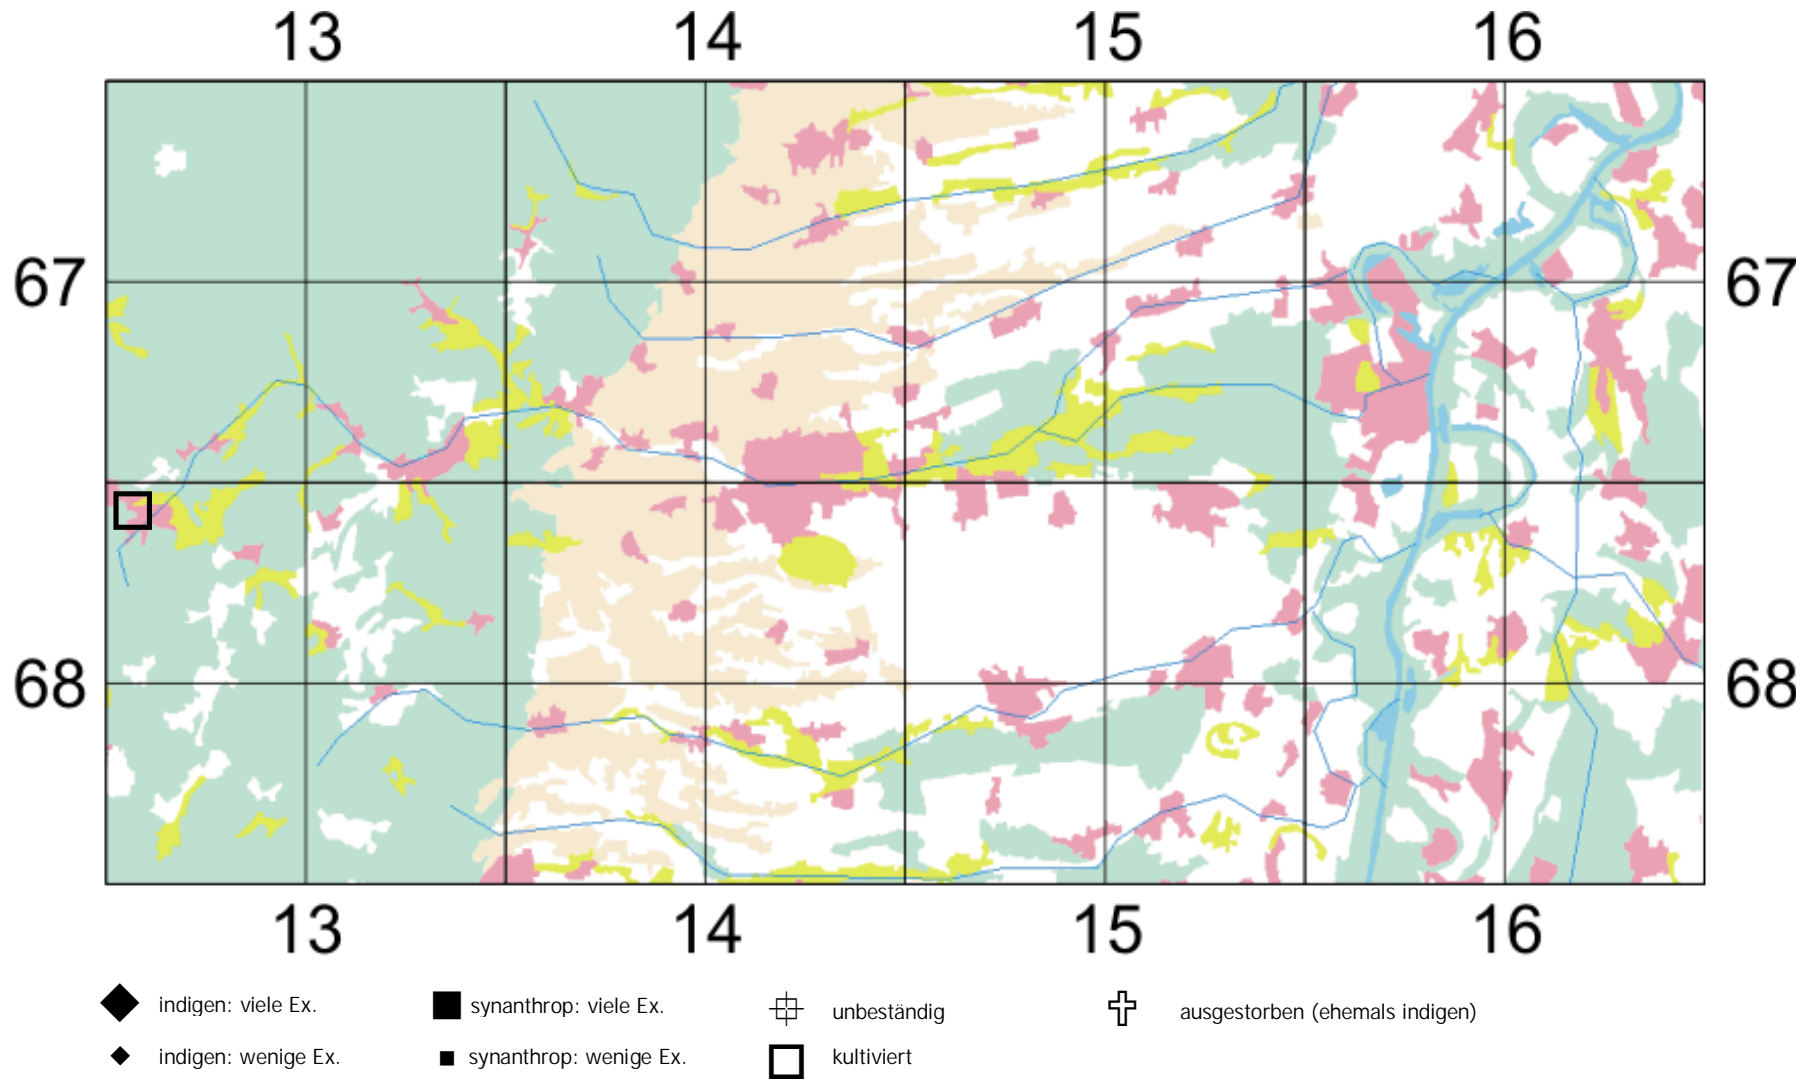 13 14 15 16
67 67
68 68
13 14 15 16
indigen: viele Ex. synanthrop: viele Ex. unbeständig ausgestorben (ehemals indigen)
indigen: wenige Ex. synanthrop: wenige Ex. kultiviert